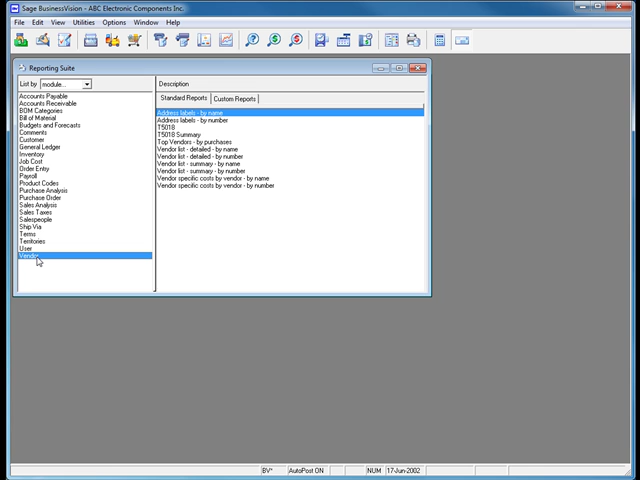 Sage BusinessVision - ABC Electronic Components Inc.
File Edit View Utilities Options Window Help
Reporting Suite
List by module...
Description
Standard Reports Custom Reports
Accounts Payable
Accounts Receivable
BOM Categories
Bill of Material
Budgets and Forecasts
Comments
Customer
General Ledger
Inventory
Job Cost
Order Entry
Payroll
Product Codes
Purchase Analysis
Purchase Order
Sales Analysis
Sales Taxes
Salespeople
Ship Via
Terms
Territories
User
Vendor
Address labels - by name
Address labels - by number
T5018
T5018 Summary
Top Vendors - by purchases
Vendor list - detailed - by name
Vendor list - detailed - by number
Vendor list - summary - by name
Vendor list - summary - by number
Vendor specific costs by vendor - by name
Vendor specific costs by vendor - by number
BV* AutoPost ON NUM 17-Jun-2002